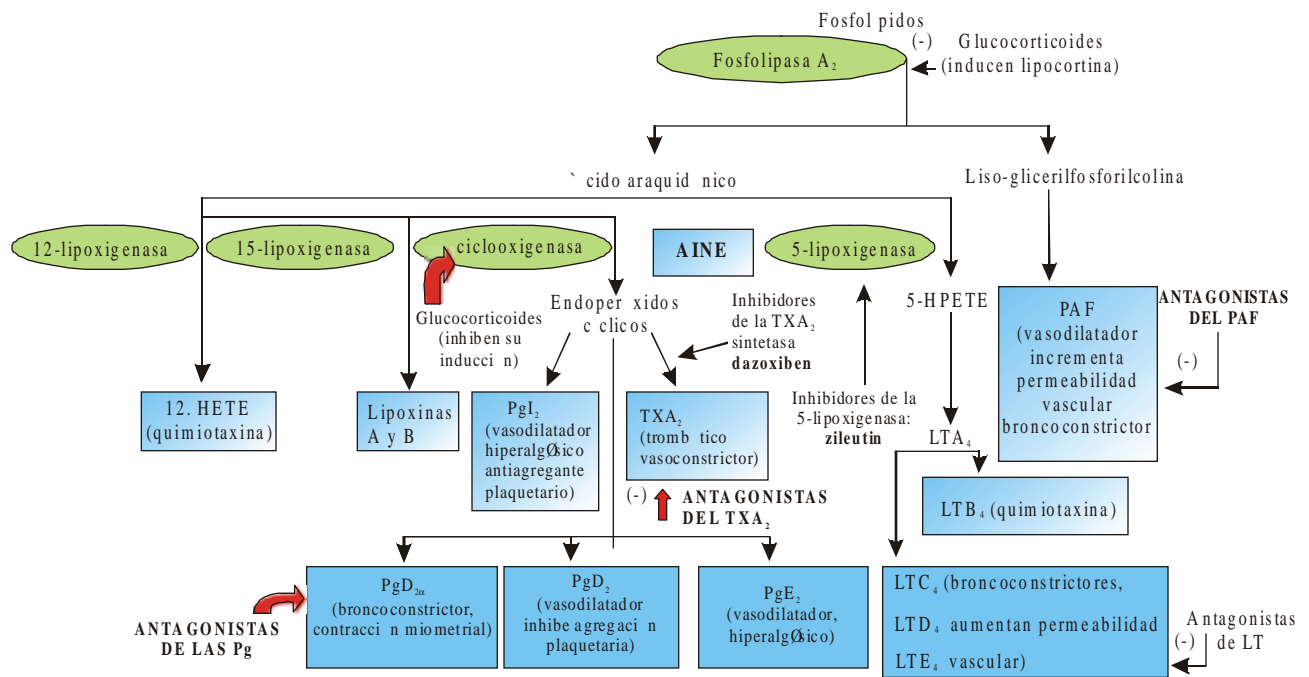 Fosfol pidos
Fosfolipasa A₂
(-)
Glucocorticoides
(inducen lipocortina)
` cido araquid nico
Liso-glicerilfosforilcolina
12-lipoxigenasa
15-lipoxigenasa
ciclooxigenasa
AINE
5-lipoxigenasa
Glucocorticoides
(inhiben su
inducci n)
Endoper xidos
c clicos
Inhibidores
de la TXA₂
sintetasa
dazoxiben
5-HPETE
PAF
(vasodilatador
incrementa
permeabilidad
vascular
broncoconstrictor
ANTAGONISTAS
DEL PAF
(-)
12. HETE
(quimiotaxina)
Lipoxinas
A y B
PgI₂
(vasodilatador
hiperalgØsico
antiagregante
plaquetario)
TXA₂
(tromb tico
vasoconstrictor)
Inhibidores de la
5-lipoxigenasa:
zileutin
LTA₄
LTB₄ (quimiotaxina)
(-)
ANTAGONISTAS
DEL TXA₂
ANTAGONISTAS
DE LAS Pg
PgD₂α
(broncoconstrictor,
contracci n miometrial)
PgD₂
(vasodilatador
inhibe agregaci n
plaquetaria)
PgE₂
(vasodilatador,
hiperalgØsico)
LTC₄ (broncoconstrictores,
LTD₄ aumentan permeabilidad
LTE₄ vascular)
(-)
Antagonistas
de LT